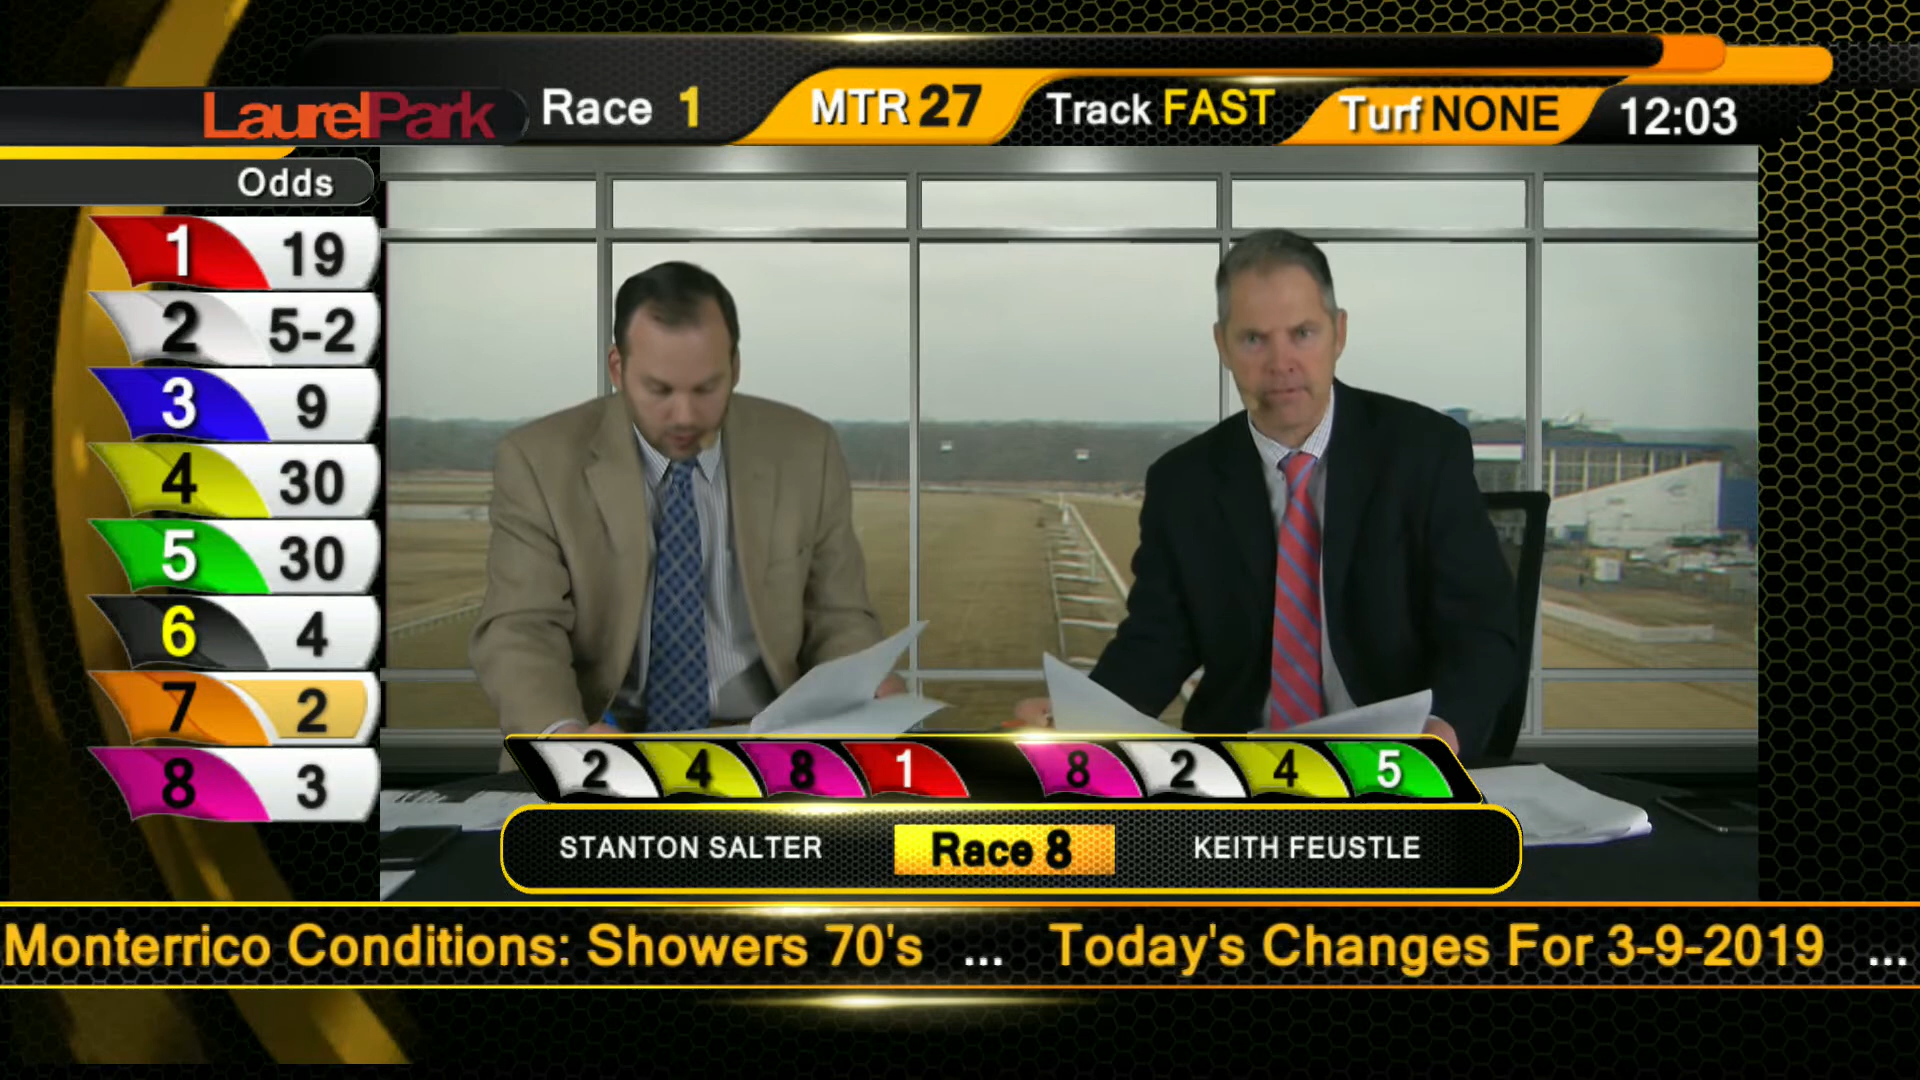 LaurelPark Race 1 MTR 27 Track FAST Turf NONE 12:03
Odds
1 19
2 5-2
3 9
4 30
5 30
6 4
7 2
8 3
2 4 8 1 8 2 4 5
STANTON SALTER Race 8 KEITH FEUSTLE
Monterrico Conditions: Showers 70's ... Today's Changes For 3-9-2019 ...